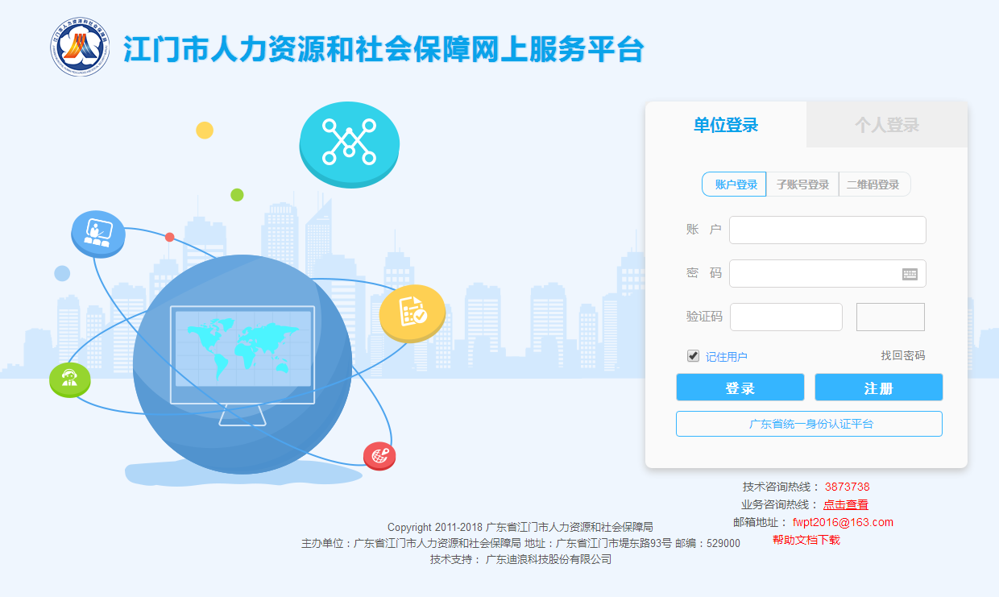 江门市人力资源和社会保障网上服务平台
单位登录 个人登录
账户登录 子账号登录 二维码登录
账 户
密 码
验证码
记住用户 找回密码
登录 注册
广东省统一身份认证平台
技术咨询热线： 3873738
业务咨询热线： 点击查看
邮箱地址： fwpt2016@163.com
帮助文档下载
Copyright 2011-2018 广东省江门市人力资源和社会保障局
主办单位：广东省江门市人力资源和社会保障局 地址：广东省江门市堤东路93号 邮编：529000
技术支持： 广东迪浪科技股份有限公司